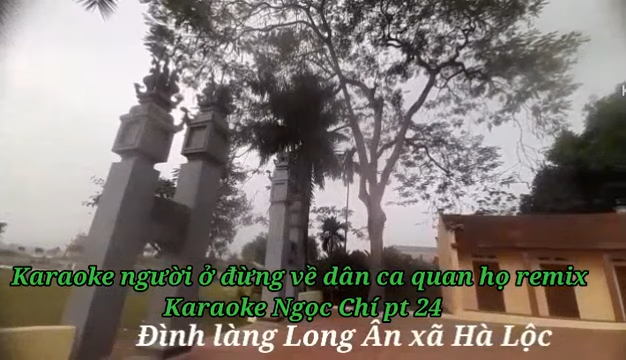 Karaoke người ở đừng về dân ca quan họ remix
Karaoke Ngọc Chí pt 24
Đình làng Long Ân xã Hà Lộc